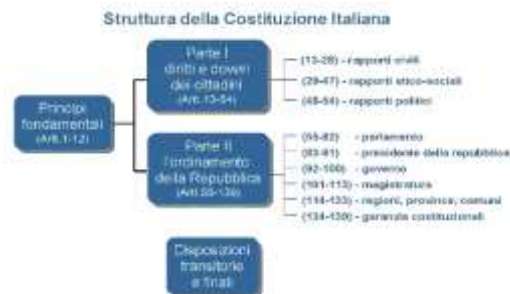 Struttura della Costituzione Italiana
Principi
fondamentali
(Artt.1-12)
Parte I
diritti e doveri
dei cittadini
(Artt.13-54)
(13-28) - rapporti civili
(29-47) - rapporti etico-sociali
(48-54) - rapporti politici
Parte II
l'ordinamento
della Repubblica
(Artt.55-139)
(55-82) - parlamento
(83-91) - presidente della repubblica
(92-100) - governo
(101-113) - magistratura
(114-133) - regioni, province, comuni
(134-139) - garanzie costituzionali
Disposizioni
transitorie
e finali